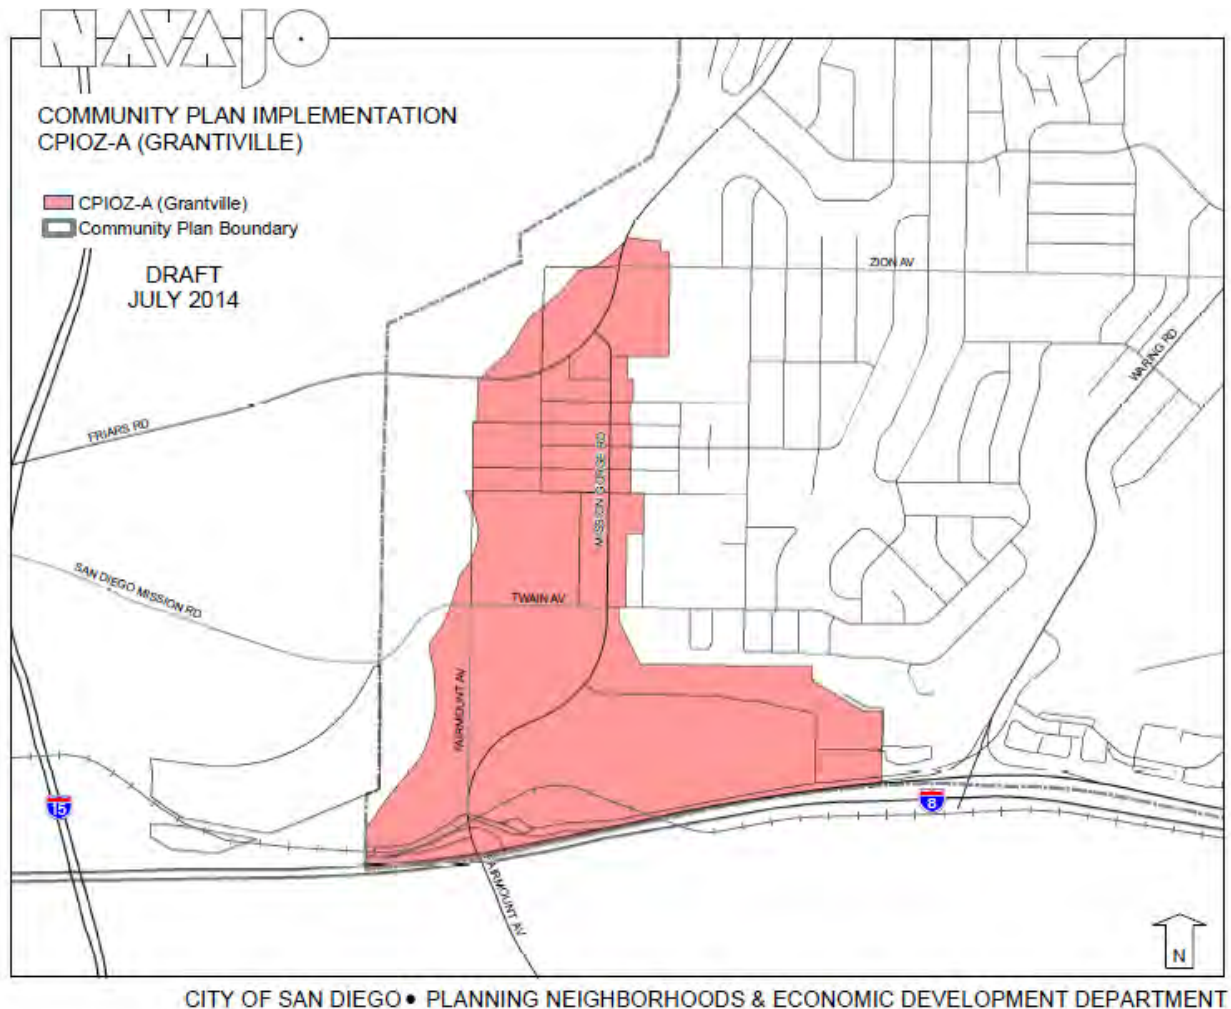 NAVAJO
COMMUNITY PLAN IMPLEMENTATION
CPIOZ-A (GRANTIVILLE)
CPIOZ-A (Grantville)
Community Plan Boundary
DRAFT
JULY 2014
ZION AV
WARING RD
FRIARS RD
MISSION GORGE RD
SAN DIEGO MISSION RD
TWAIN AV
FAIRMOUNT AV
15
8
FAIRMOUNT AV
N
CITY OF SAN DIEGO • PLANNING NEIGHBORHOODS & ECONOMIC DEVELOPMENT DEPARTMENT